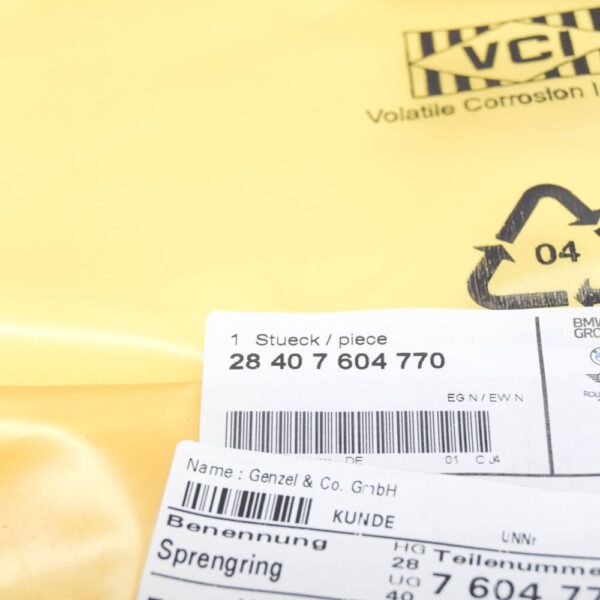 VCI
Volatile Corrosion
04
1 Stueck / piece
28 40 7 604 770
BMW
GRO
EG N / EW N
DE 01 C J4
Name : Genzel & Co. GmbH
KUNDE
UNNr
Benennung
HG Teilenumme
Sprengring
28
UG 7 604 77
40